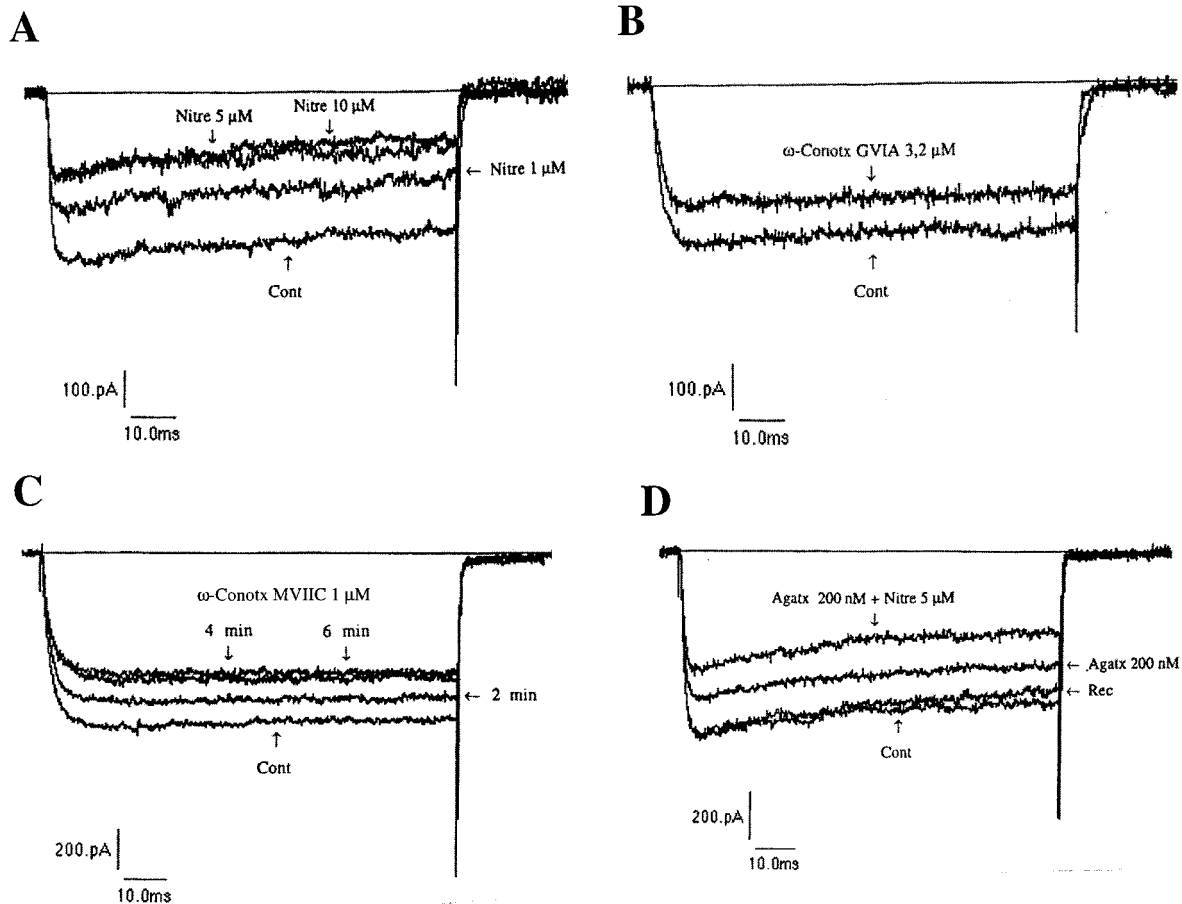 A
Nitre 5 µM
Nitre 10 µM
← Nitre 1 µM
Cont
100.pA
10.0ms
B
ω-Conotx GVIA 3,2 µM
Cont
100.pA
10.0ms
C
ω-Conotx MVIIC 1 µM
4 min
6 min
← 2 min
Cont
200.pA
10.0ms
D
Agatx 200 nM + Nitre 5 µM
← Agatx 200 nM
← Rec
Cont
200.pA
10.0ms